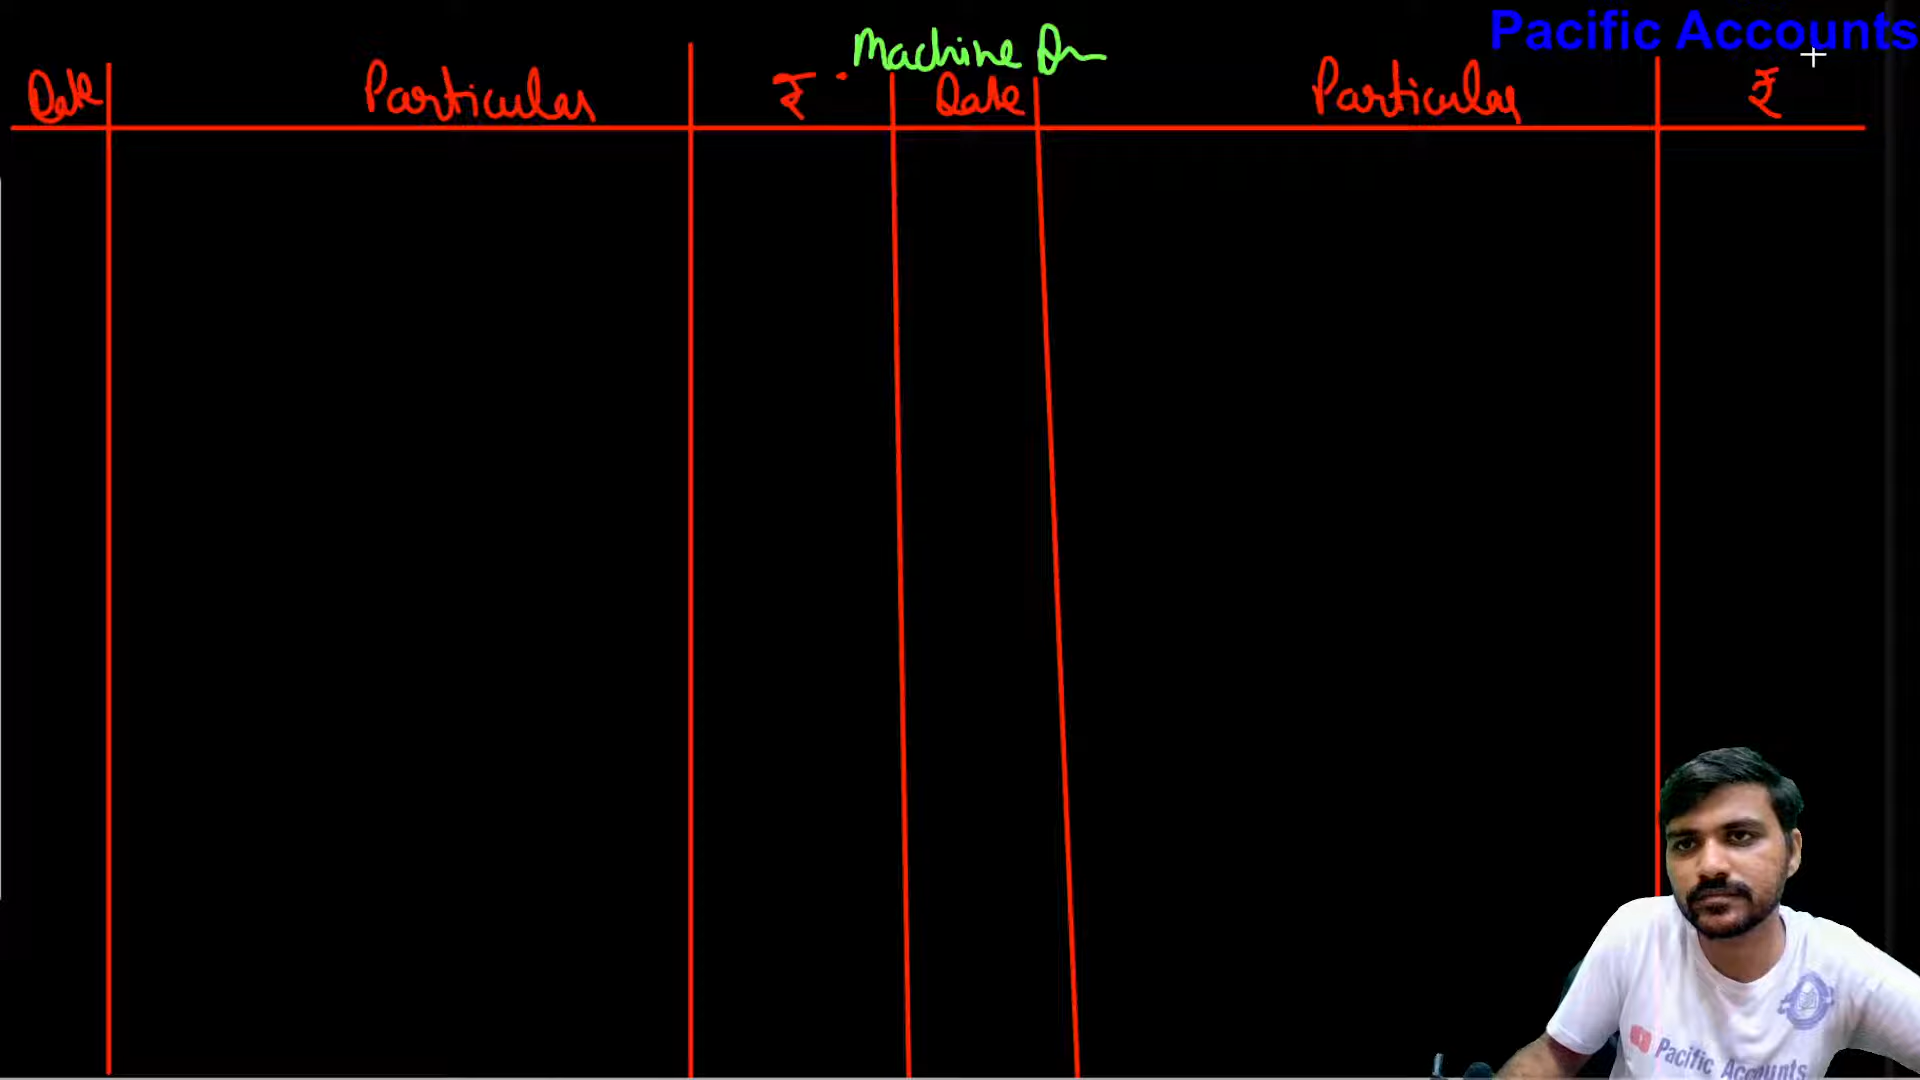 Pacific Accounts
Machine
Date Particular ₹ Date Particular ₹
Pacific Accounts